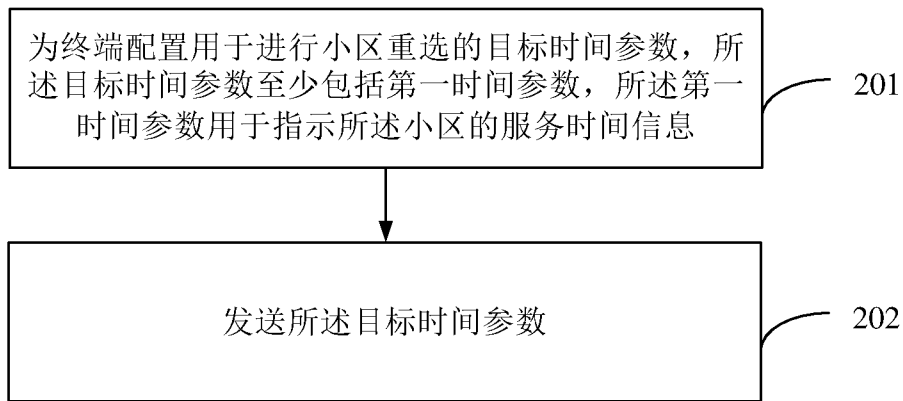 为终端配置用于进行小区重选的目标时间参数，所
述目标时间参数至少包括第一时间参数，所述第一
时间参数用于指示所述小区的服务时间信息
201
发送所述目标时间参数
202